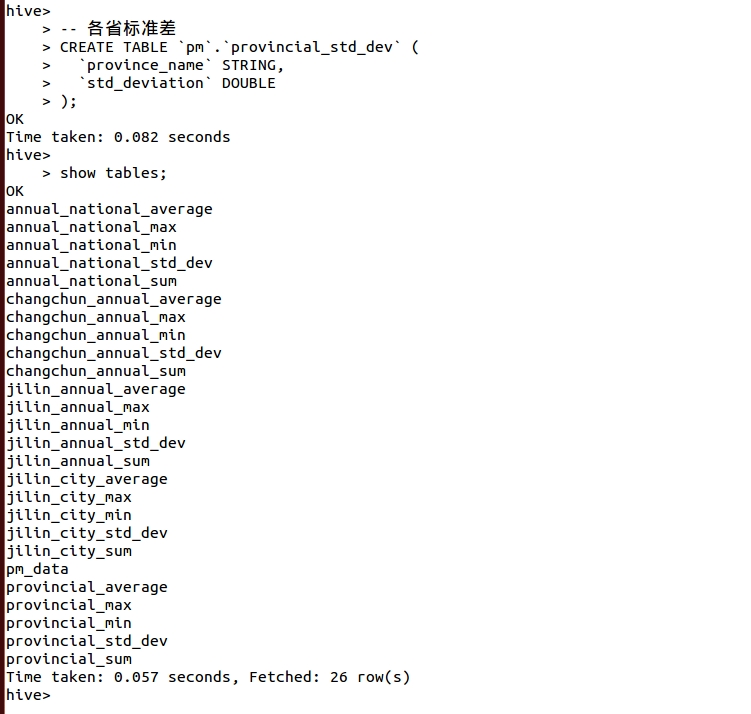 hive>
    > -- 各省标准差
    > CREATE TABLE `pm`.`provincial_std_dev` (
    >   `province_name` STRING,
    >   `std_deviation` DOUBLE
    > );
OK
Time taken: 0.082 seconds
hive>
    > show tables;
OK
annual_national_average
annual_national_max
annual_national_min
annual_national_std_dev
annual_national_sum
changchun_annual_average
changchun_annual_max
changchun_annual_min
changchun_annual_std_dev
changchun_annual_sum
jilin_annual_average
jilin_annual_max
jilin_annual_min
jilin_annual_std_dev
jilin_annual_sum
jilin_city_average
jilin_city_max
jilin_city_min
jilin_city_std_dev
jilin_city_sum
pm_data
provincial_average
provincial_max
provincial_min
provincial_std_dev
provincial_sum
Time taken: 0.057 seconds, Fetched: 26 row(s)
hive>